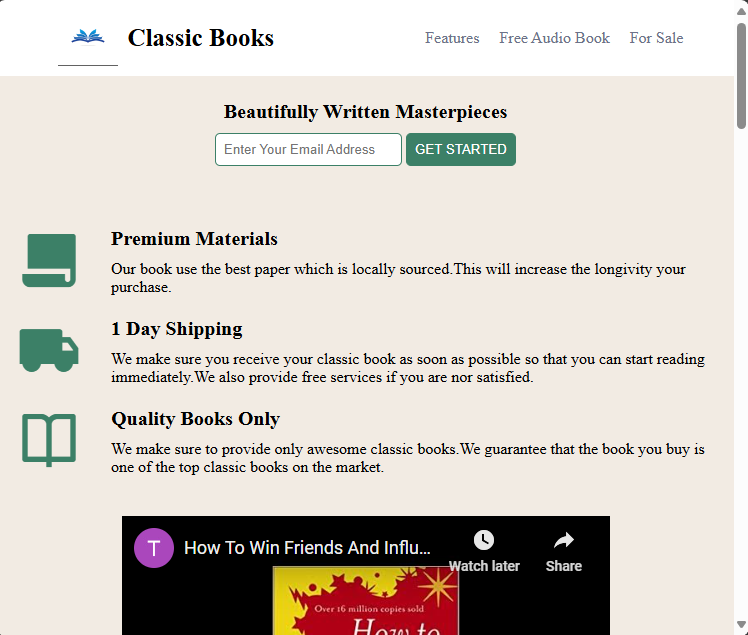 Classic Books
Features Free Audio Book For Sale
Beautifully Written Masterpieces
Enter Your Email Address GET STARTED
Premium Materials
Our book use the best paper which is locally sourced.This will increase the longivity your
purchase.
1 Day Shipping
We make sure you receive your classic book as soon as possible so that you can start reading
immediately.We also provide free services if you are nor satisfied.
Quality Books Only
We make sure to provide only awesome classic books.We guarantee that the book you buy is
one of the top classic books on the market.
T How To Win Friends And Influ...
Watch later Share
Over 16 million copies sold
How to